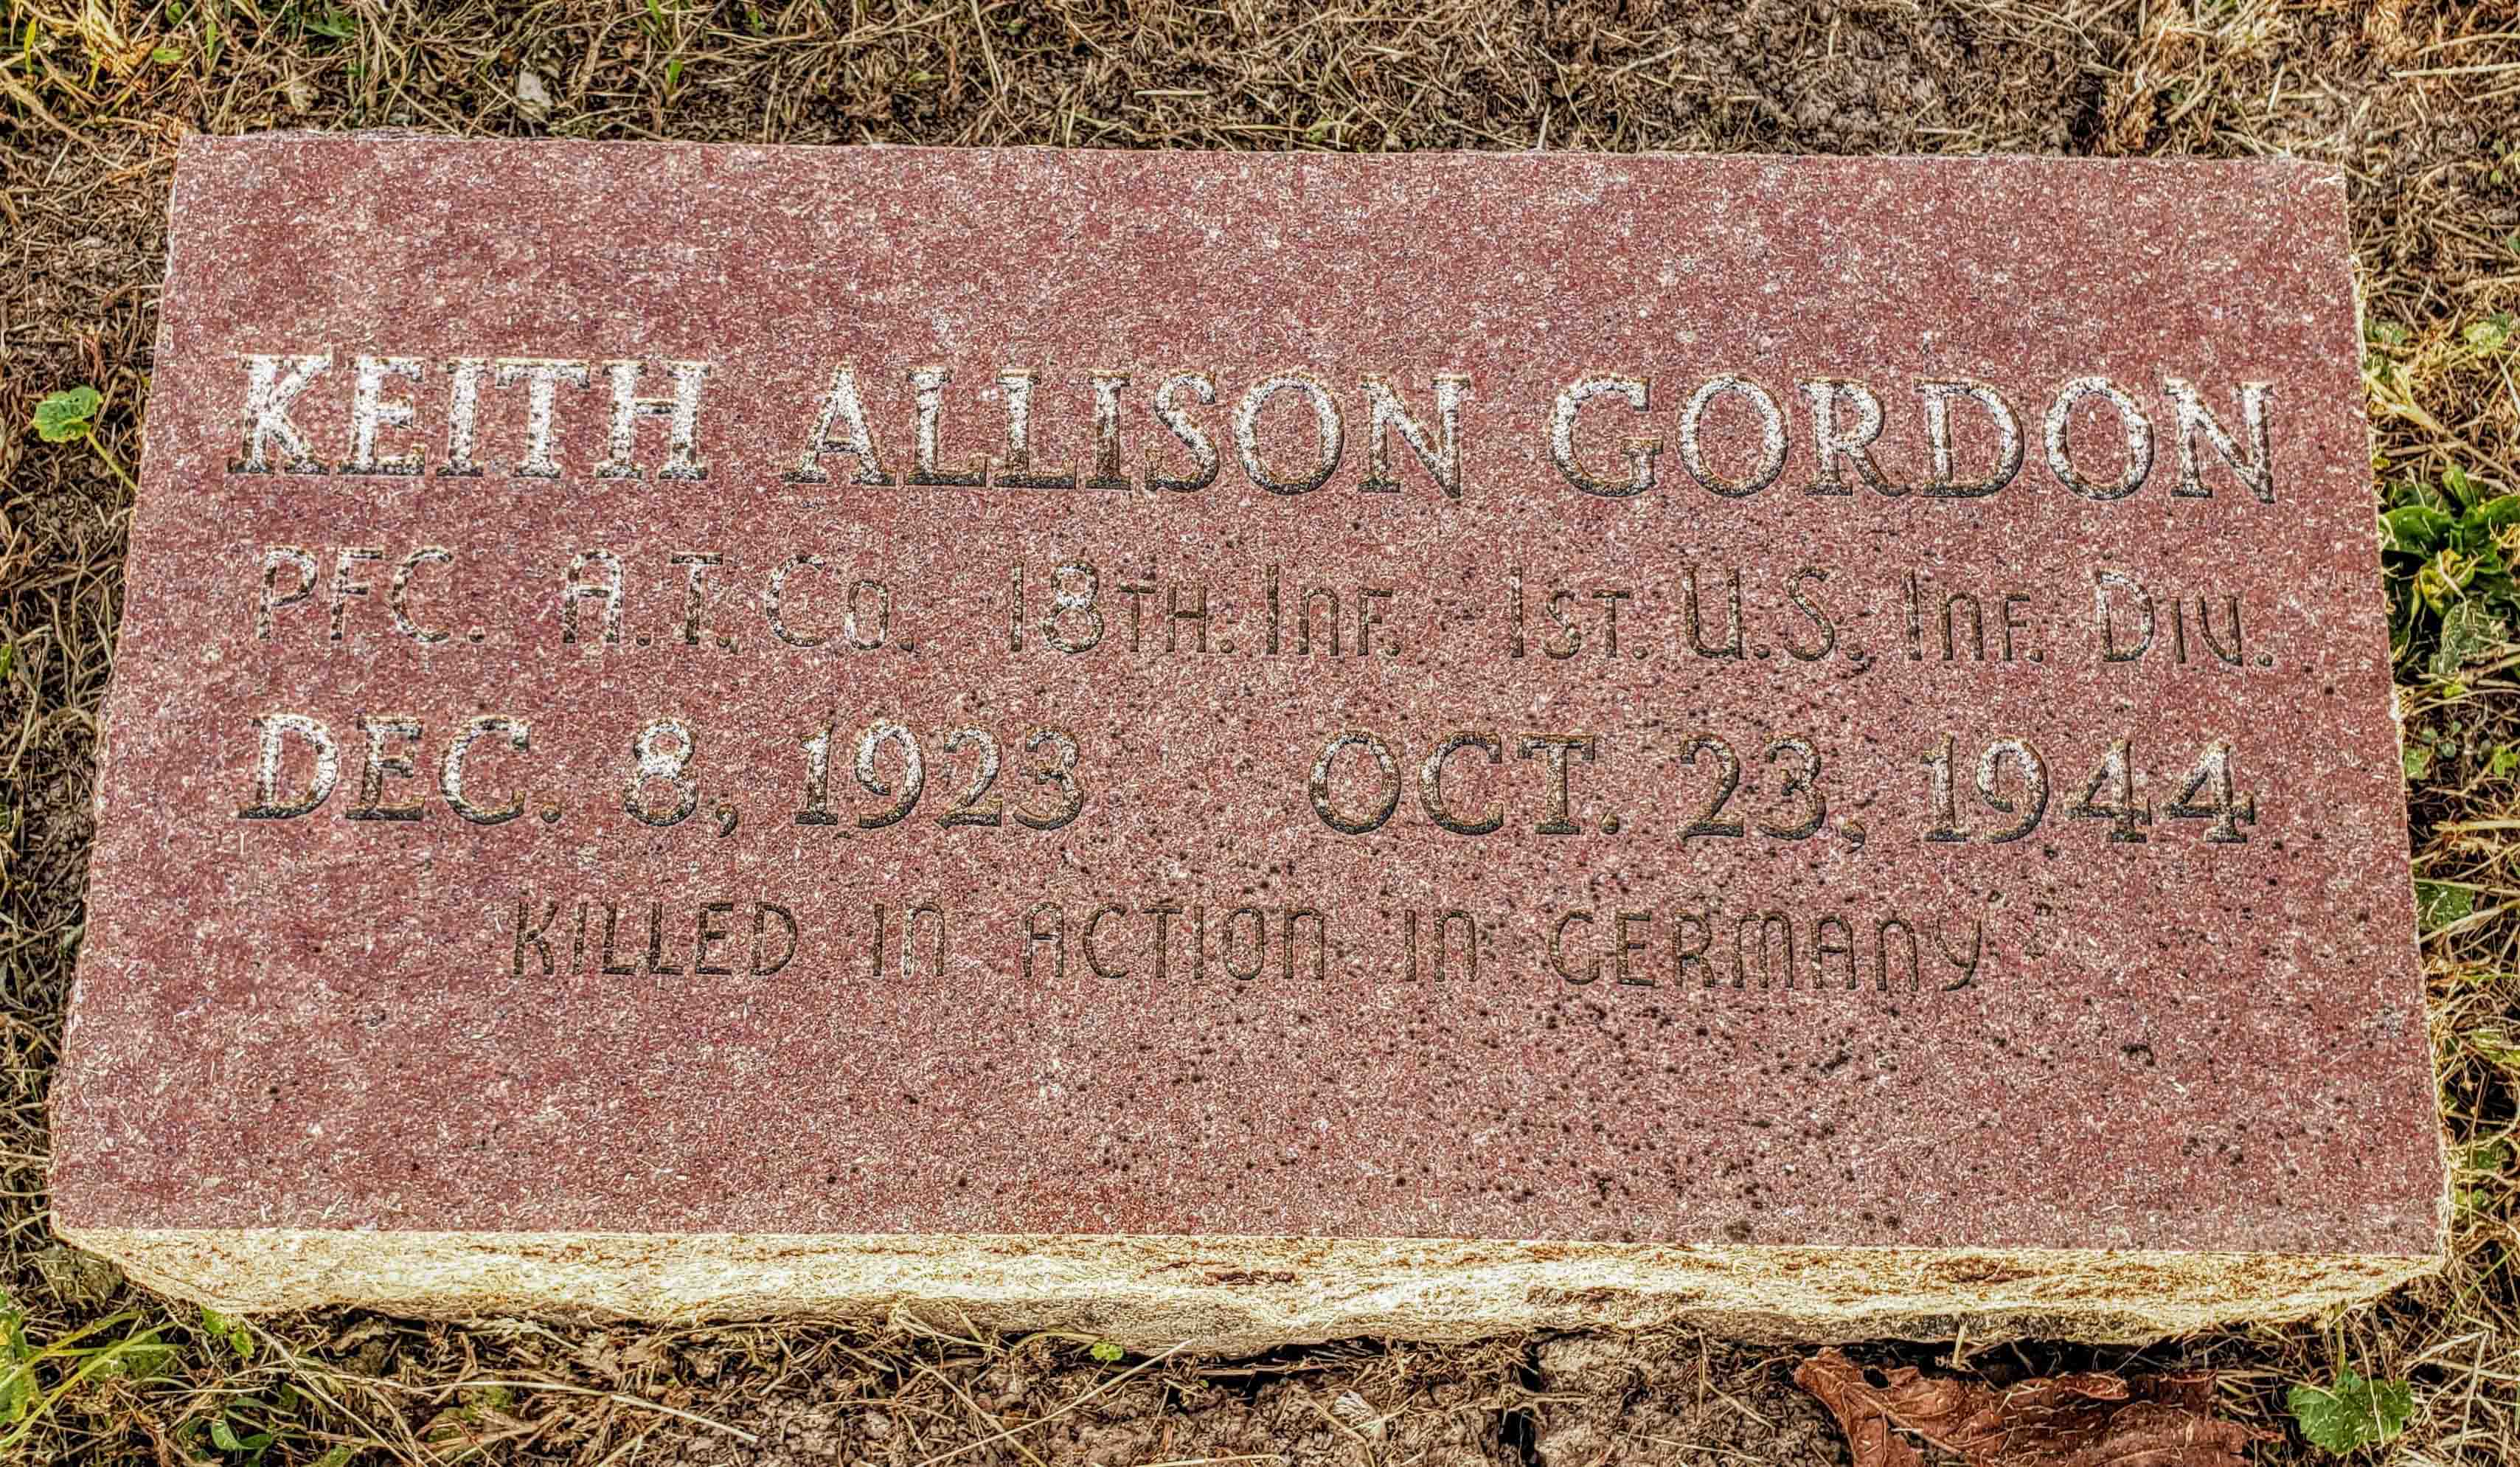 KEITH ALLISON GORDON
PFC. A.T.Co. 18TH. INF. 1ST. U.S. INF. DIV.
DEC. 8, 1923 OCT. 23, 1944
KILLED IN ACTION IN GERMANY